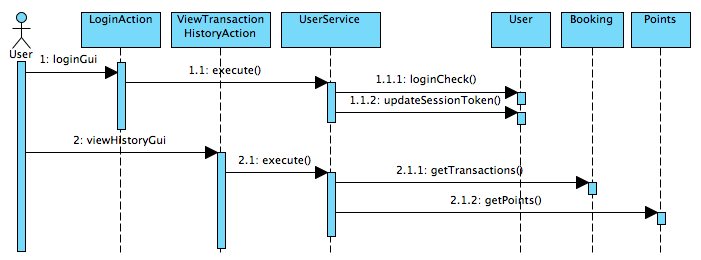 LoginAction
ViewTransaction
HistoryAction
UserService
User
Booking
Points
User
1: loginGui
1.1: execute()
1.1.1: loginCheck()
1.1.2: updateSessionToken()
2: viewHistoryGui
2.1: execute()
2.1.1: getTransactions()
2.1.2: getPoints()